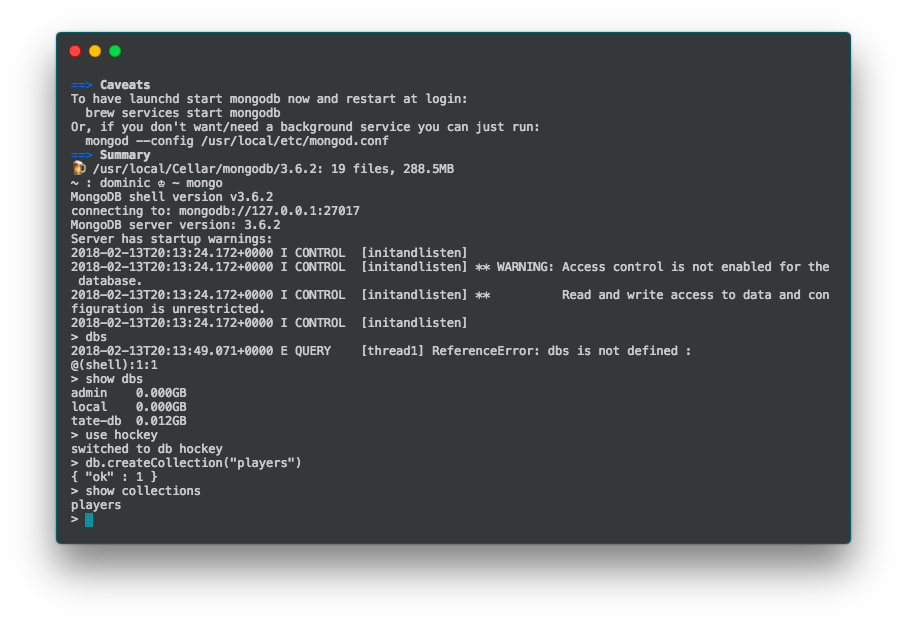 ==> Caveats
To have launchd start mongodb now and restart at login:
  brew services start mongodb
Or, if you don't want/need a background service you can just run:
  mongod --config /usr/local/etc/mongod.conf
==> Summary
🍺 /usr/local/Cellar/mongodb/3.6.2: 19 files, 288.5MB
~ : dominic ♔ ~ mongo
MongoDB shell version v3.6.2
connecting to: mongodb://127.0.0.1:27017
MongoDB server version: 3.6.2
Server has startup warnings:
2018-02-13T20:13:24.172+0000 I CONTROL  [initandlisten]
2018-02-13T20:13:24.172+0000 I CONTROL  [initandlisten] ** WARNING: Access control is not enabled for the
 database.
2018-02-13T20:13:24.172+0000 I CONTROL  [initandlisten] **          Read and write access to data and con
figuration is unrestricted.
2018-02-13T20:13:24.172+0000 I CONTROL  [initandlisten]
> dbs
2018-02-13T20:13:49.071+0000 E QUERY    [thread1] ReferenceError: dbs is not defined :
@(shell):1:1
> show dbs
admin    0.000GB
local    0.000GB
tate-db  0.012GB
> use hockey
switched to db hockey
> db.createCollection("players")
{ "ok" : 1 }
> show collections
players
>